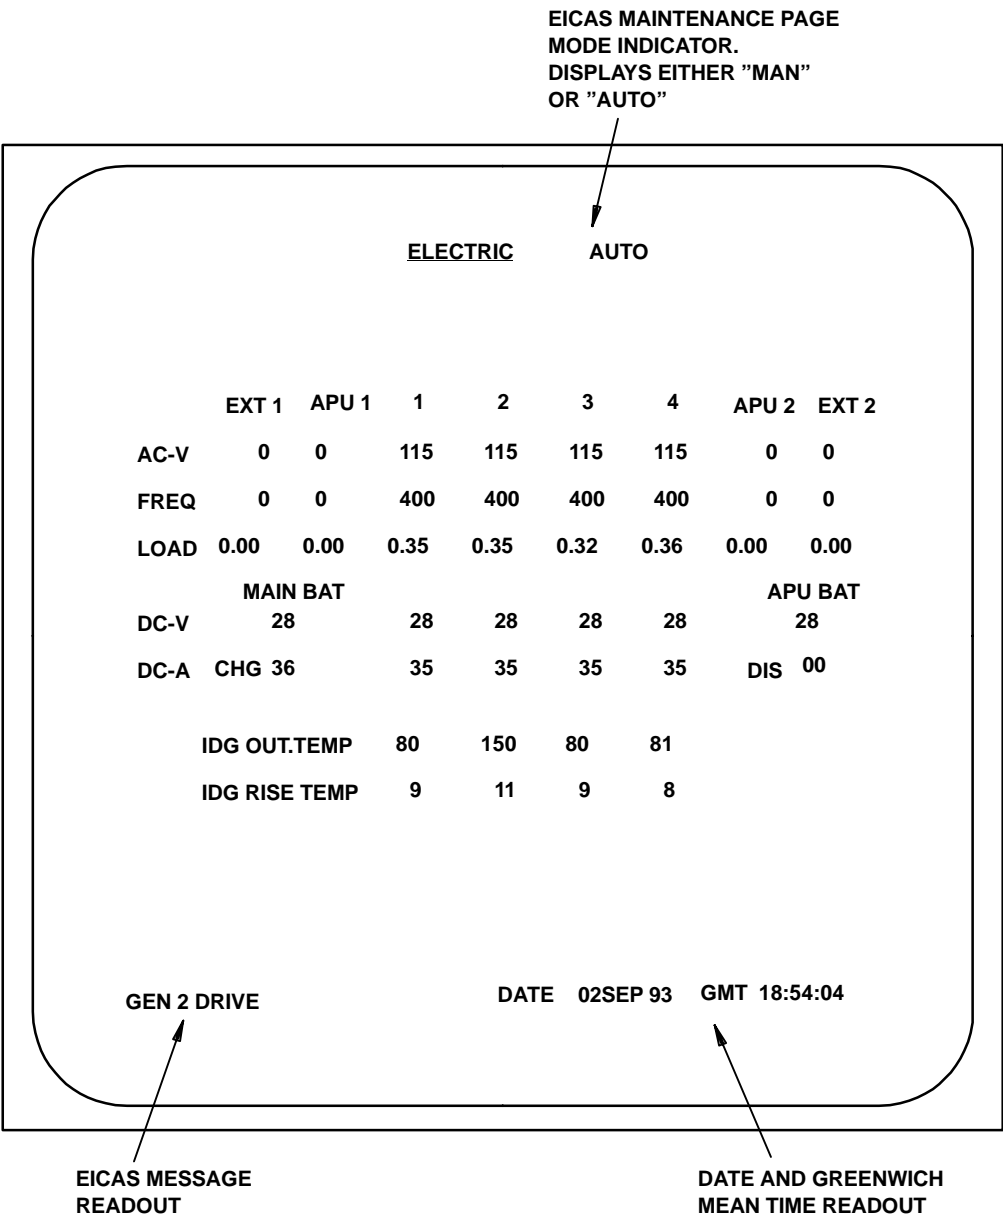 EICAS MAINTENANCE PAGE
MODE INDICATOR.
DISPLAYS EITHER ”MAN”
OR ”AUTO”
ELECTRIC AUTO
EXT 1 APU 1 1 2 3 4 APU 2 EXT 2
AC-V 0 0 115 115 115 115 0 0
FREQ 0 0 400 400 400 400 0 0
LOAD 0.00 0.00 0.35 0.35 0.32 0.36 0.00 0.00
MAIN BAT APU BAT
DC-V 28 28 28 28 28 28
DC-A CHG 36 35 35 35 35 DIS 00
IDG OUT.TEMP 80 150 80 81
IDG RISE TEMP 9 11 9 8
GEN 2 DRIVE DATE 02SEP 93 GMT 18:54:04
EICAS MESSAGE
READOUT
DATE AND GREENWICH
MEAN TIME READOUT